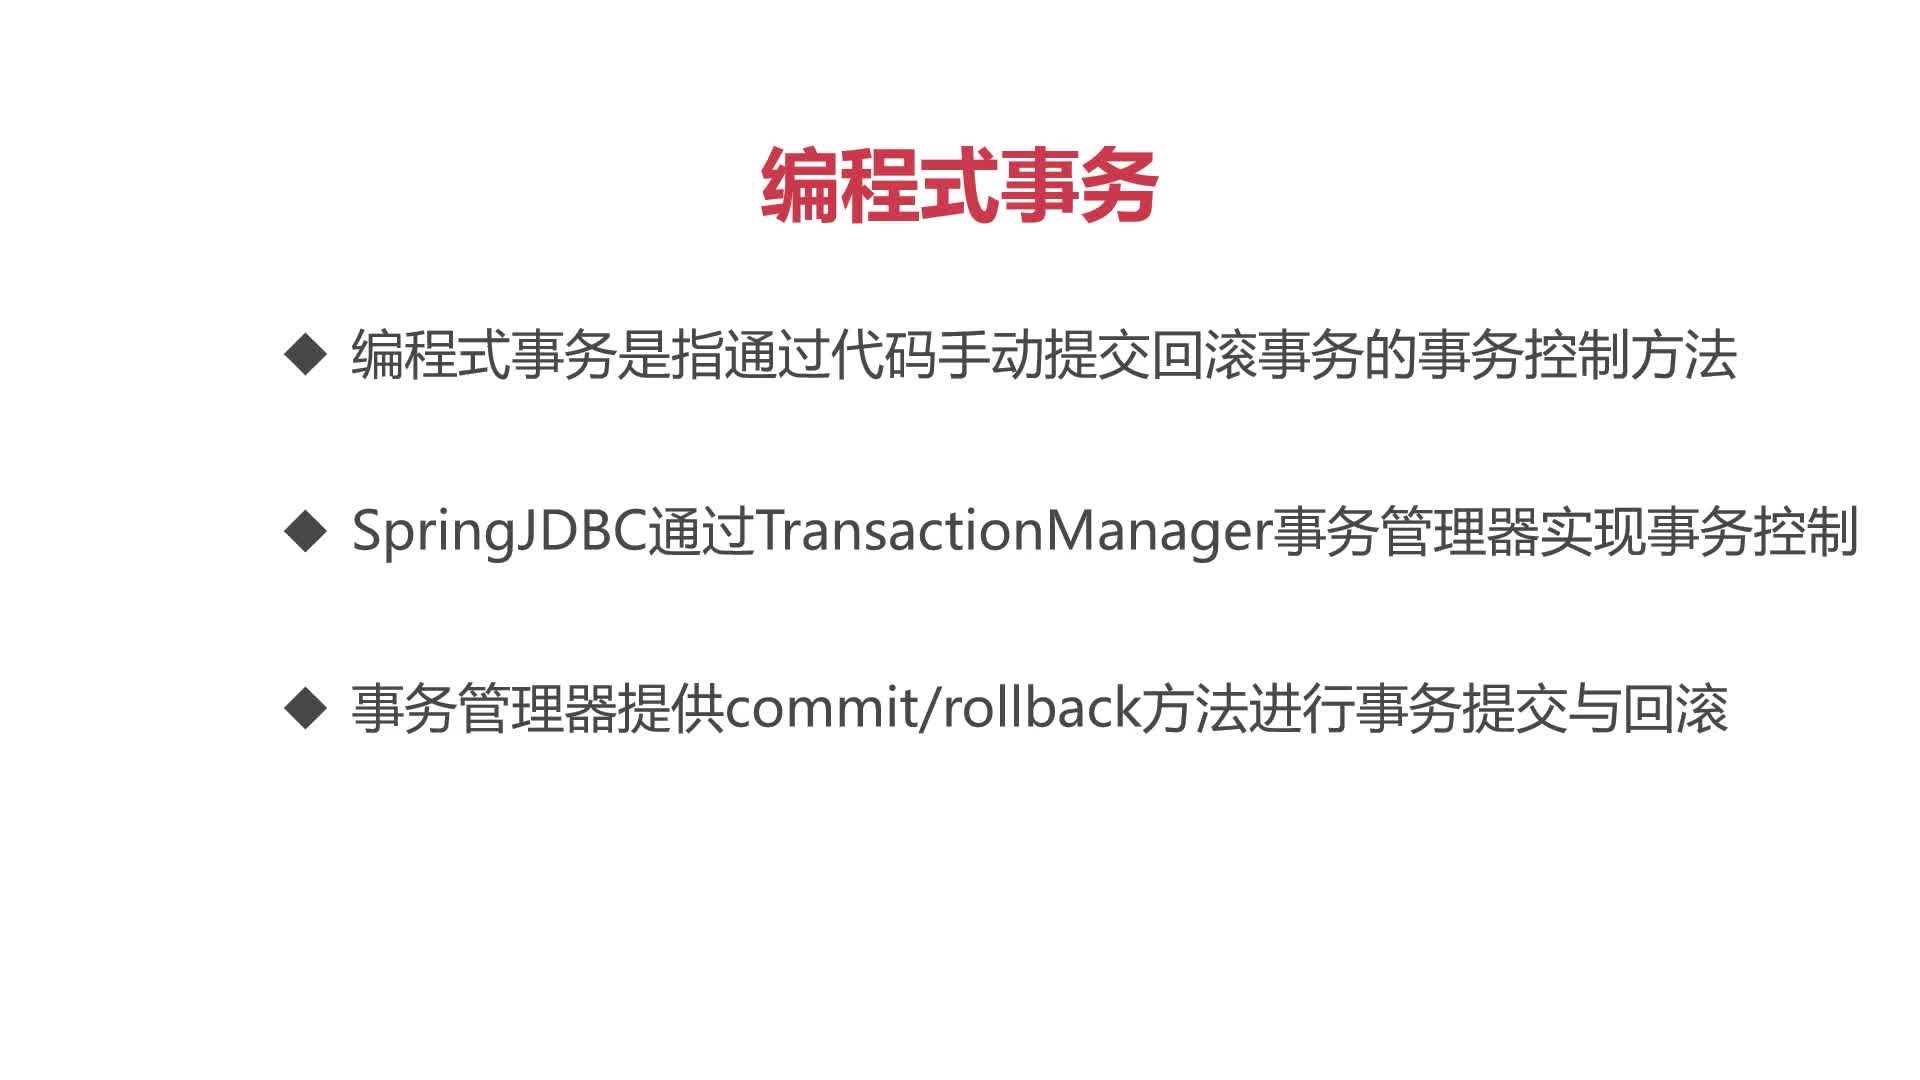 编程式事务
◆ 编程式事务是指通过代码手动提交回滚事务的事务控制方法
◆ SpringJDBC通过TransactionManager事务管理器实现事务控制
◆ 事务管理器提供commit/rollback方法进行事务提交与回滚